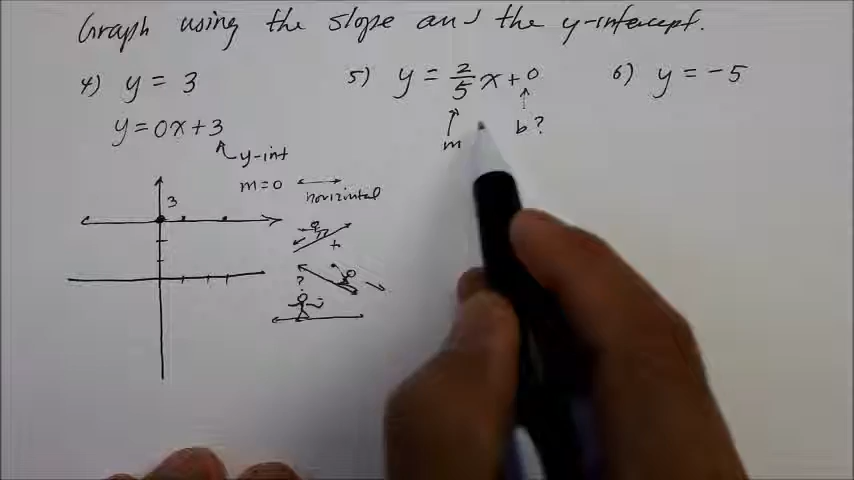 Graph using the slope and the y-intercept.
4) y = 3
y = 0x + 3
y-int
m = 0
horizontal
3
+
?
5) y = 2/5 x + 0
m
b?
6) y = -5